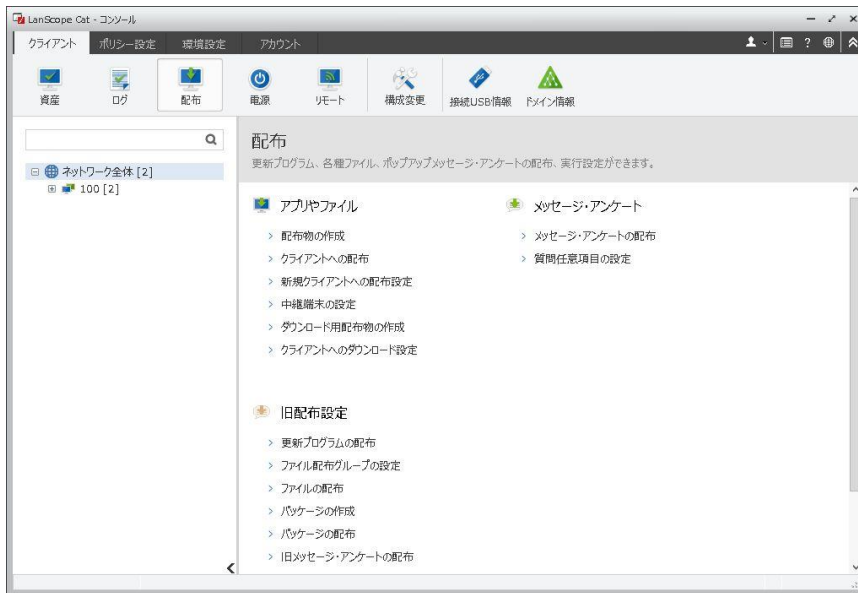 LanScope Cat - コンソール
クライアント ポリシー設定 環境設定 アカウント
資産 ログ 配布 電源 リモート 構成変更 接続USB情報 ドメイン情報
ネットワーク全体 [2]
100 [2]
配布
更新プログラム、各種ファイル、ポップアップメッセージ・アンケートの配布、実行設定ができます。
アプリやファイル
> 配布物の作成
> クライアントへの配布
> 新規クライアントへの配布設定
> 中継端末の設定
> ダウンロード用配布物の作成
> クライアントへのダウンロード設定
メッセージ・アンケート
> メッセージ・アンケートの配布
> 質問任意項目の設定
旧配布設定
> 更新プログラムの配布
> ファイル配布グループの設定
> ファイルの配布
> パッケージの作成
> パッケージの配布
> 旧メッセージ・アンケートの配布